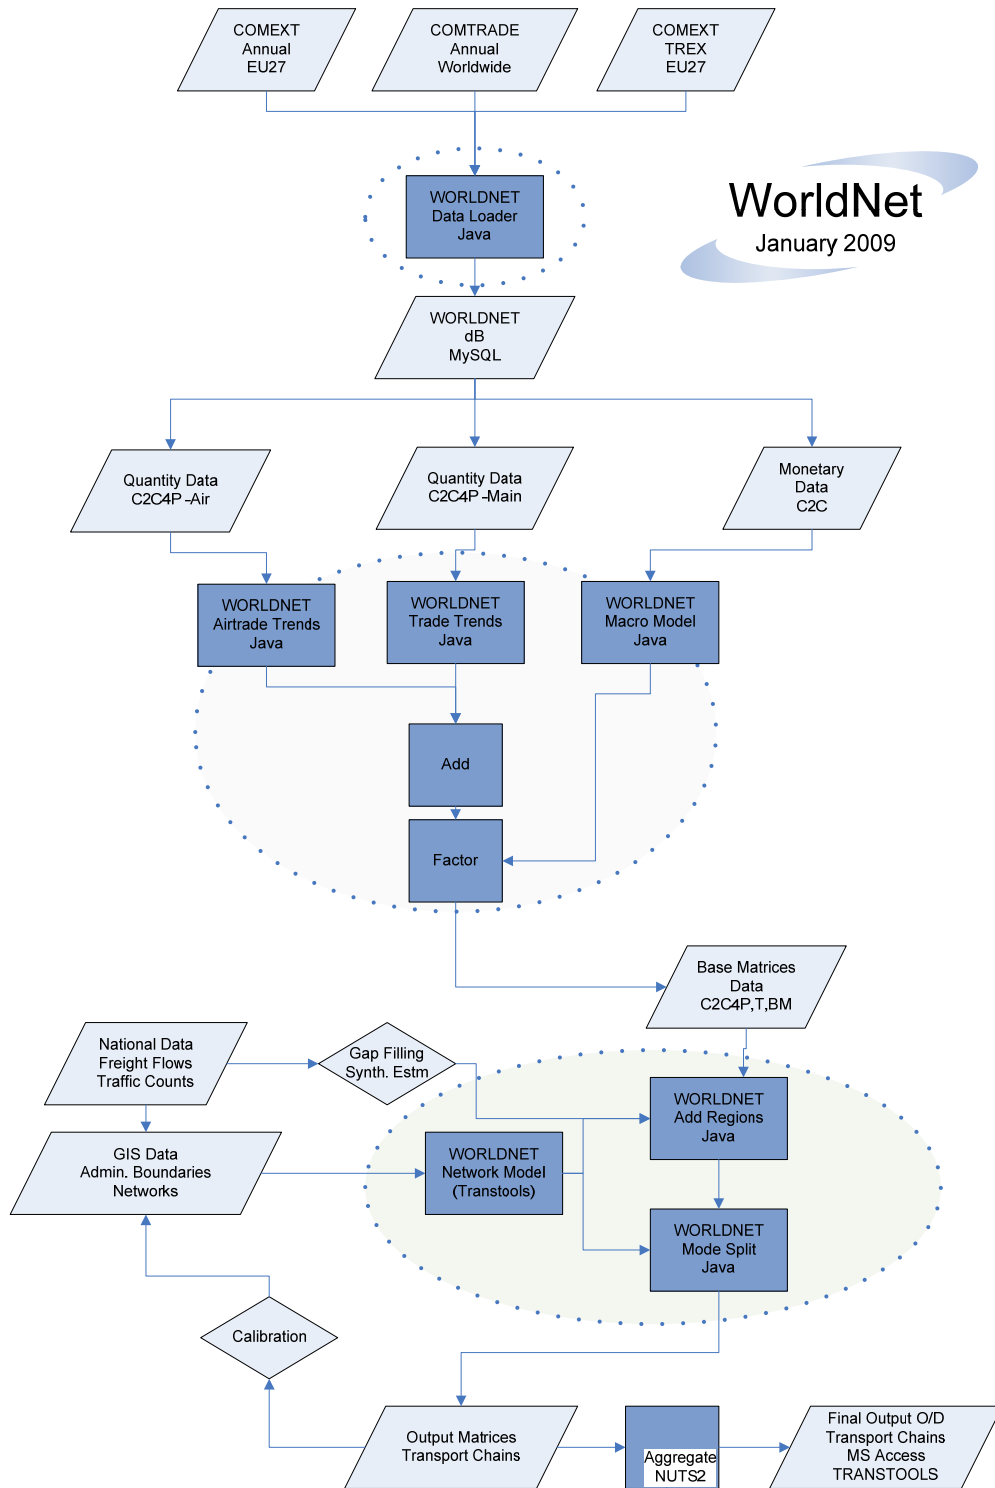 COMEXT
Annual
EU27
COMTRADE
Annual
Worldwide
COMEXT
TREX
EU27
WORLDNET
Data Loader
Java
WorldNet
January 2009
WORLDNET
dB
MySQL
Quantity Data
C2C4P-Air
Quantity Data
C2C4P-Main
Monetary
Data
C2C
WORLDNET
Airtrade Trends
Java
WORLDNET
Trade Trends
Java
WORLDNET
Macro Model
Java
Add
Factor
Base Matrices
Data
C2C4P,T,BM
National Data
Freight Flows
Traffic Counts
Gap Filling
Synth. Estm
WORLDNET
Add Regions
Java
GIS Data
Admin. Boundaries
Networks
WORLDNET
Network Model
(Transtools)
WORLDNET
Mode Split
Java
Calibration
Output Matrices
Transport Chains
Aggregate
NUTS2
Final Output O/D
Transport Chains
MS Access
TRANSTOOLS